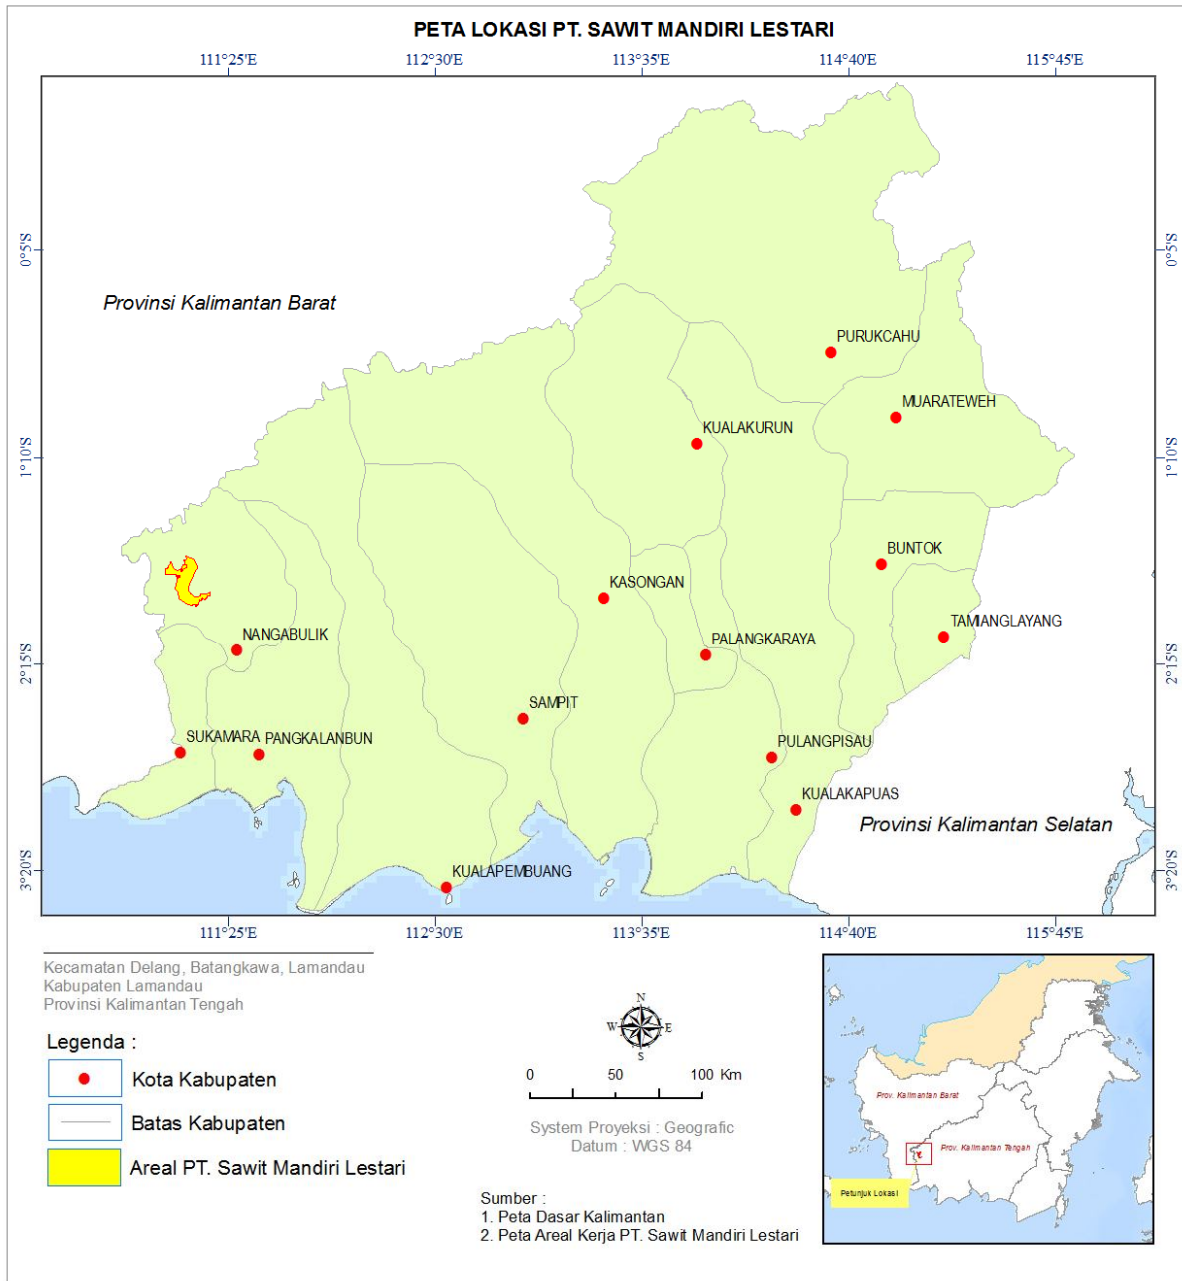 PETA LOKASI PT. SAWIT MANDIRI LESTARI
111°25'E 112°30'E 113°35'E 114°40'E 115°45'E
0°5'S 0°5'S
Provinsi Kalimantan Barat
PURUKCAHU
MUARATEWEH
KUALAKURUN
1°10'S 1°10'S
BUNTOK
KASONGAN
TAMIANGLAYANG
NANGABULIK
PALANGKARAYA
2°15'S 2°15'S
SAMPIT
SUKAMARA
PANGKALANBUN
PULANGPISAU
KUALAKAPUAS
Provinsi Kalimantan Selatan
3°20'S 3°20'S
KUALAPEMBUANG
111°25'E 112°30'E 113°35'E 114°40'E 115°45'E
Kecamatan Delang, Batangkawa, Lamandau
Kabupaten Lamandau
Provinsi Kalimantan Tengah
Legenda :
Kota Kabupaten
Batas Kabupaten
Areal PT. Sawit Mandiri Lestari
N
W E
S
0 50 100 Km
System Proyeksi : Geografic
Datum : WGS 84
Sumber :
1. Peta Dasar Kalimantan
2. Peta Areal Kerja PT. Sawit Mandiri Lestari
Prov. Kalimantan Barat
Prov. Kalimantan Tengah
Petunjuk Lokasi